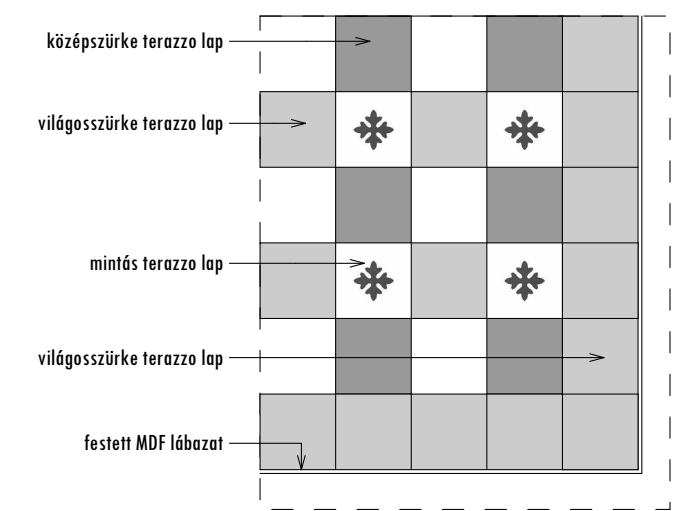 középszürke terazzo lap
világosszürke terazzo lap
mintás terazzo lap
világosszürke terazzo lap
festett MDF lábazat